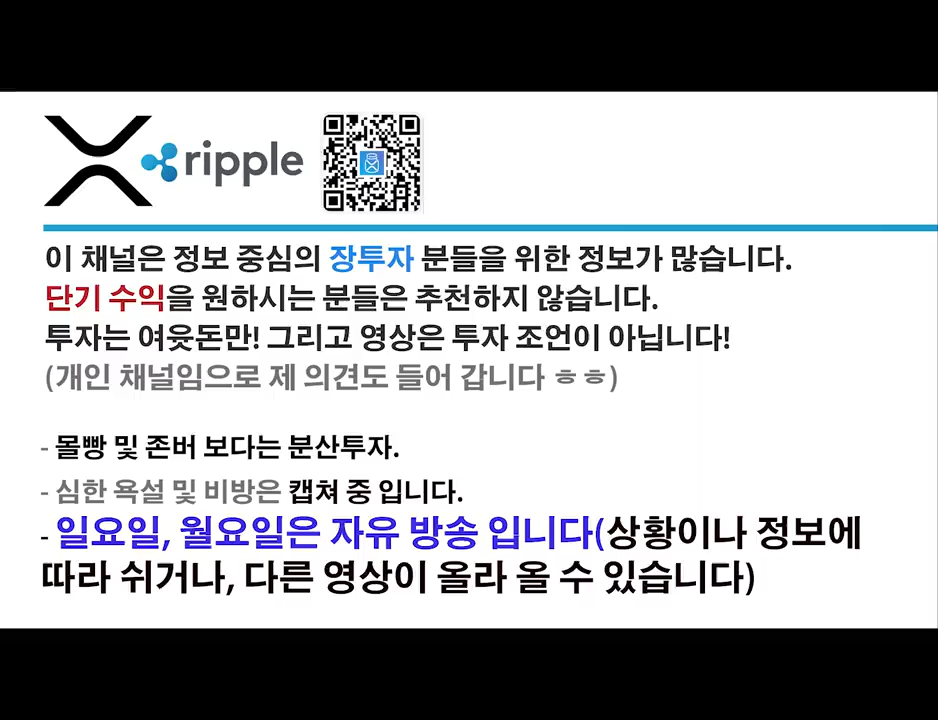 ripple
이 채널은 정보 중심의 장투자 분들을 위한 정보가 많습니다.
단기 수익을 원하시는 분들은 추천하지 않습니다.
투자는 여윳돈만! 그리고 영상은 투자 조언이 아닙니다!
(개인 채널임으로 제 의견도 들어 갑니다 ㅎㅎ)
- 몰빵 및 존버 보다는 분산투자.
- 심한 욕설 및 비방은 캡쳐 중 입니다.
- 일요일, 월요일은 자유 방송 입니다(상황이나 정보에
따라 쉬거나, 다른 영상이 올라 올 수 있습니다)